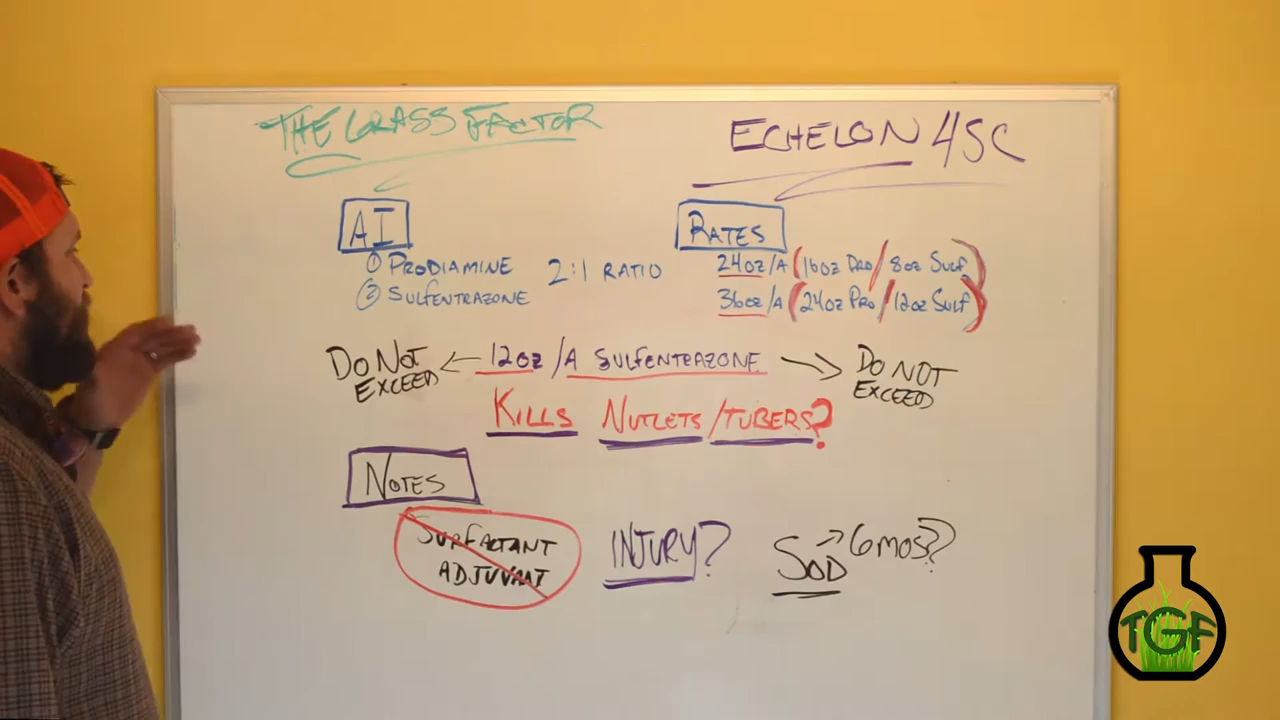 THE GRASS FACTOR
ECHELON 4SC
AI
① PRODIAMINE
② SULFENTRAZONE
2:1 RATIO
RATES
24oz/A (16oz Pro/8oz Sulf)
36oz/A (24oz Pro/12oz Sulf)
DO NOT
EXCEED
← 12oz/A SULFENTRAZONE →
DO NOT
EXCEED
KILLS NUTLETS/TUBERS?
NOTES
SURFACTANT
ADJUVANT
INJURY?
SOD → 6mos??
TGF